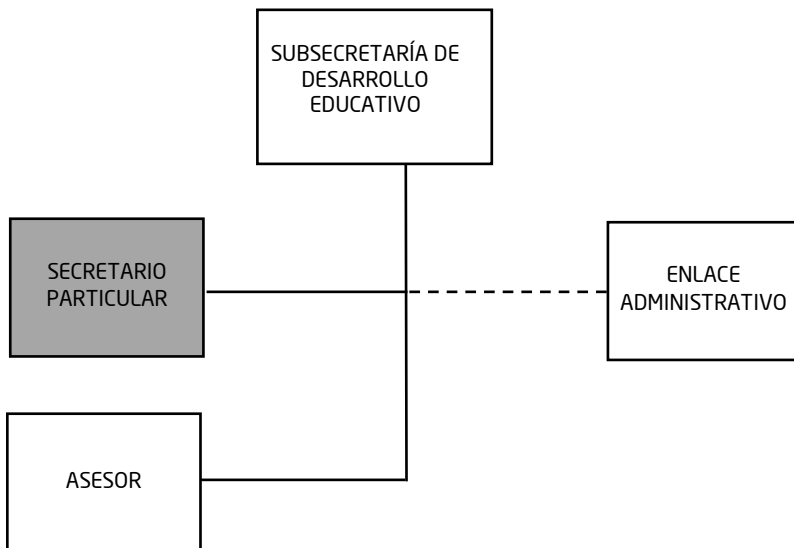 SUBSECRETARÍA DE
DESARROLLO
EDUCATIVO
SECRETARIO
PARTICULAR
ENLACE
ADMINISTRATIVO
ASESOR